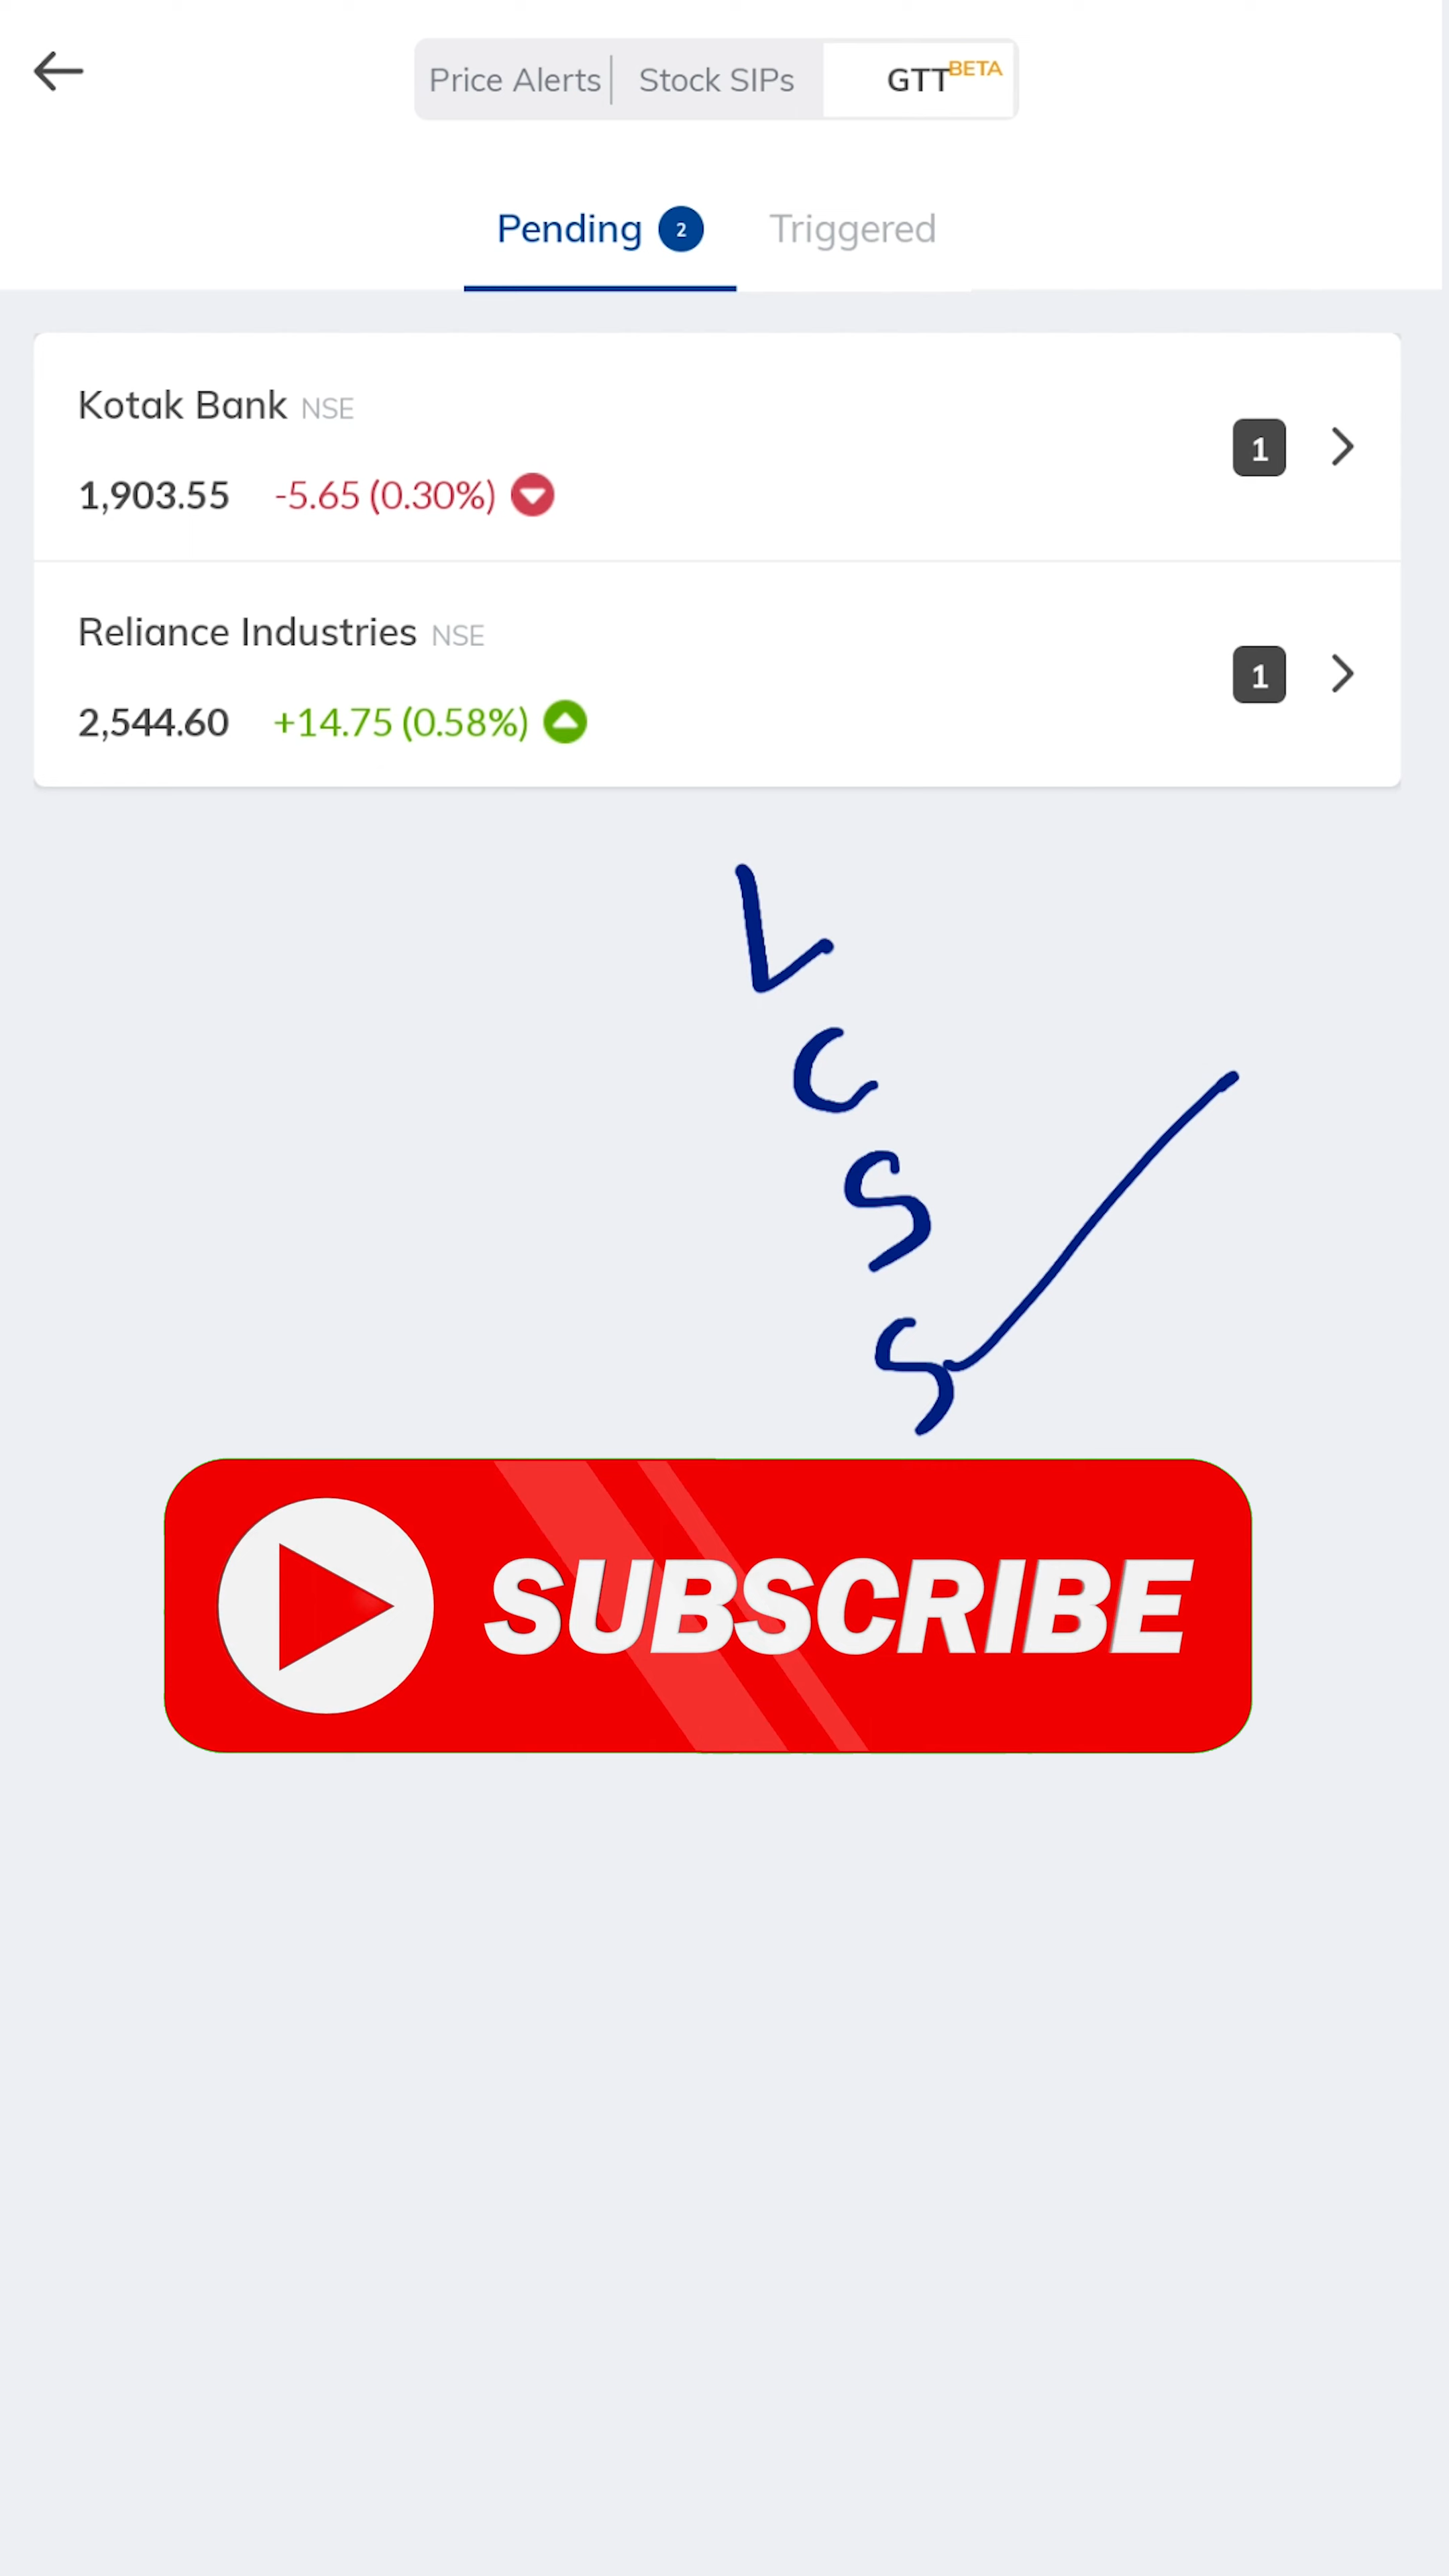 Price Alerts Stock SIPs GTT BETA
Pending 2 Triggered
Kotak Bank NSE
1
1,903.55 -5.65 (0.30%)
Reliance Industries NSE
1
2,544.60 +14.75 (0.58%)
L
C
S
S
SUBSCRIBE